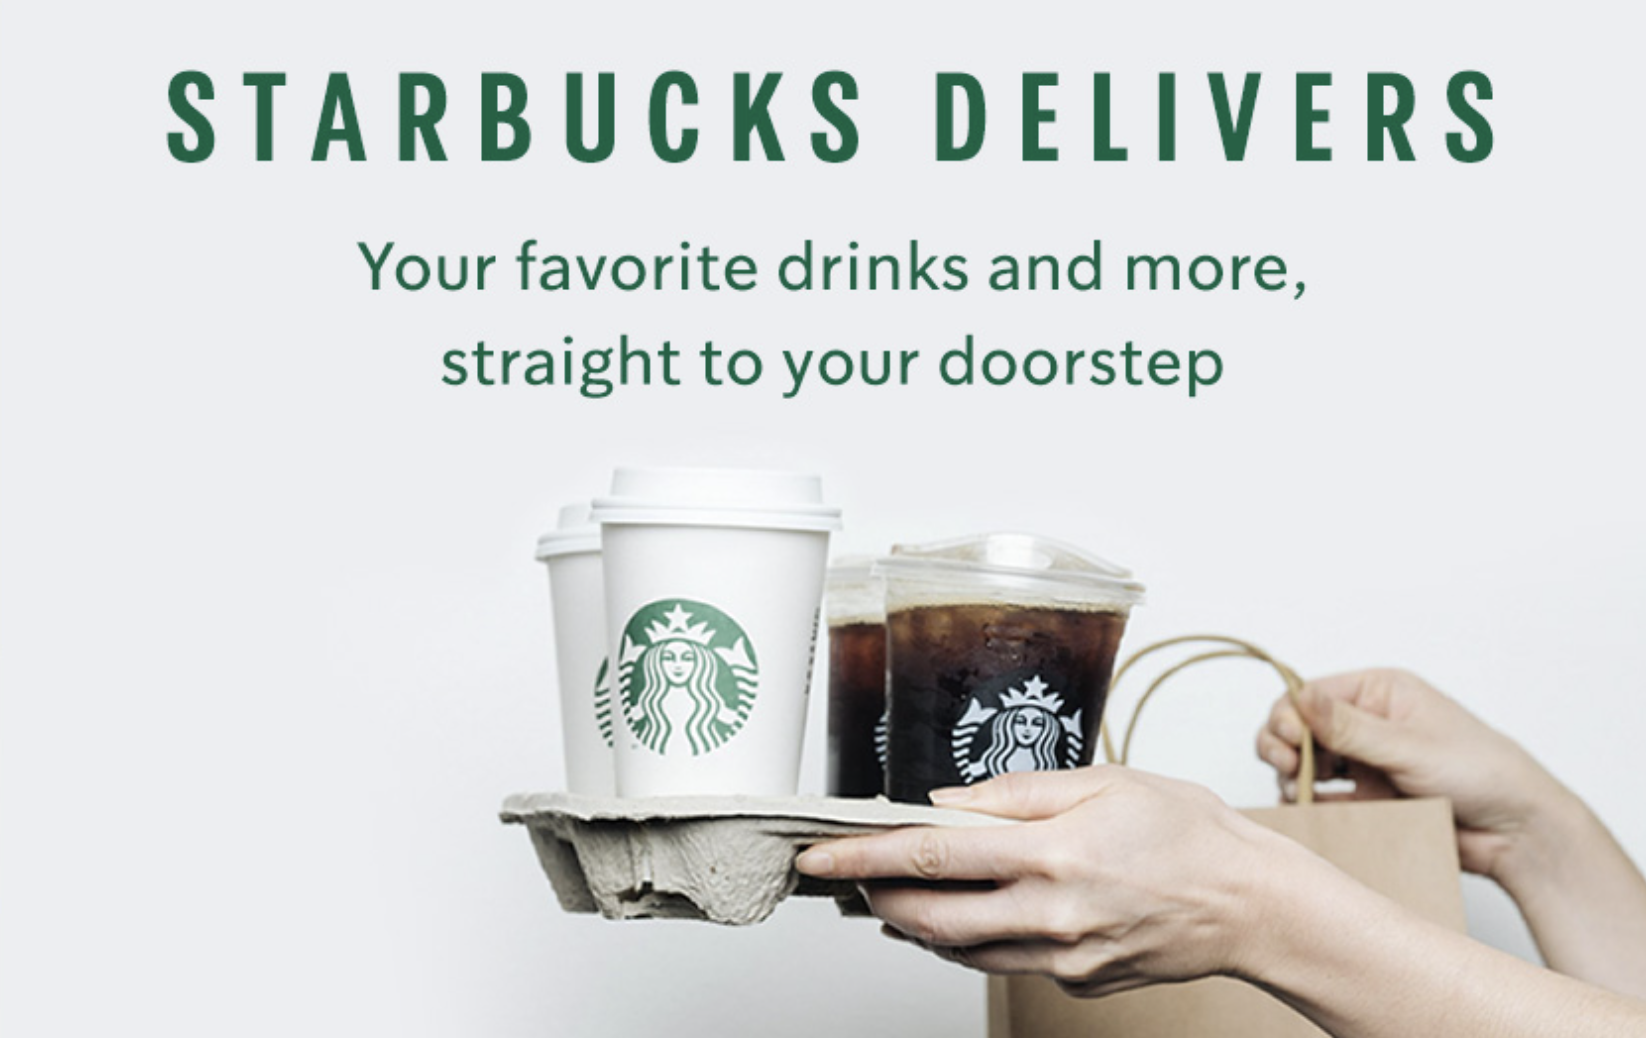 STARBUCKS DELIVERS
Your favorite drinks and more,
straight to your doorstep